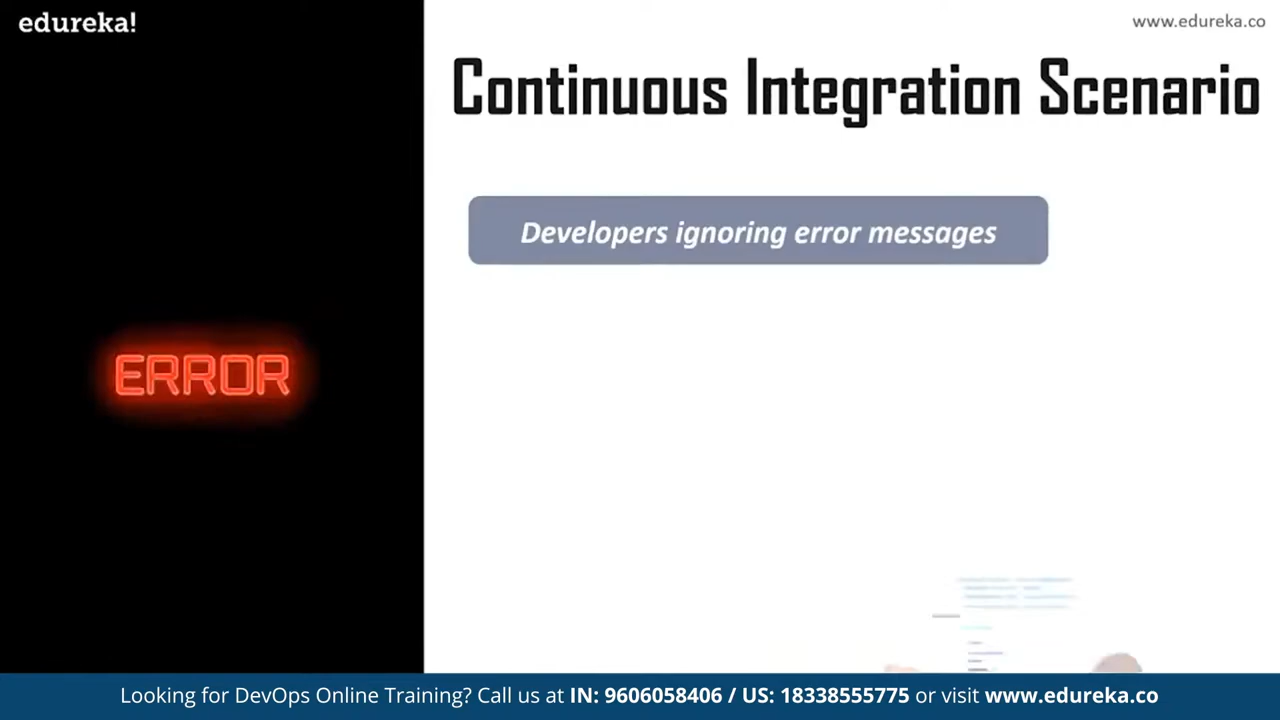 edureka!
www.edureka.co
Continuous Integration Scenario
Developers ignoring error messages
ERROR
Looking for DevOps Online Training? Call us at IN: 9606058406 / US: 18338555775 or visit www.edureka.co